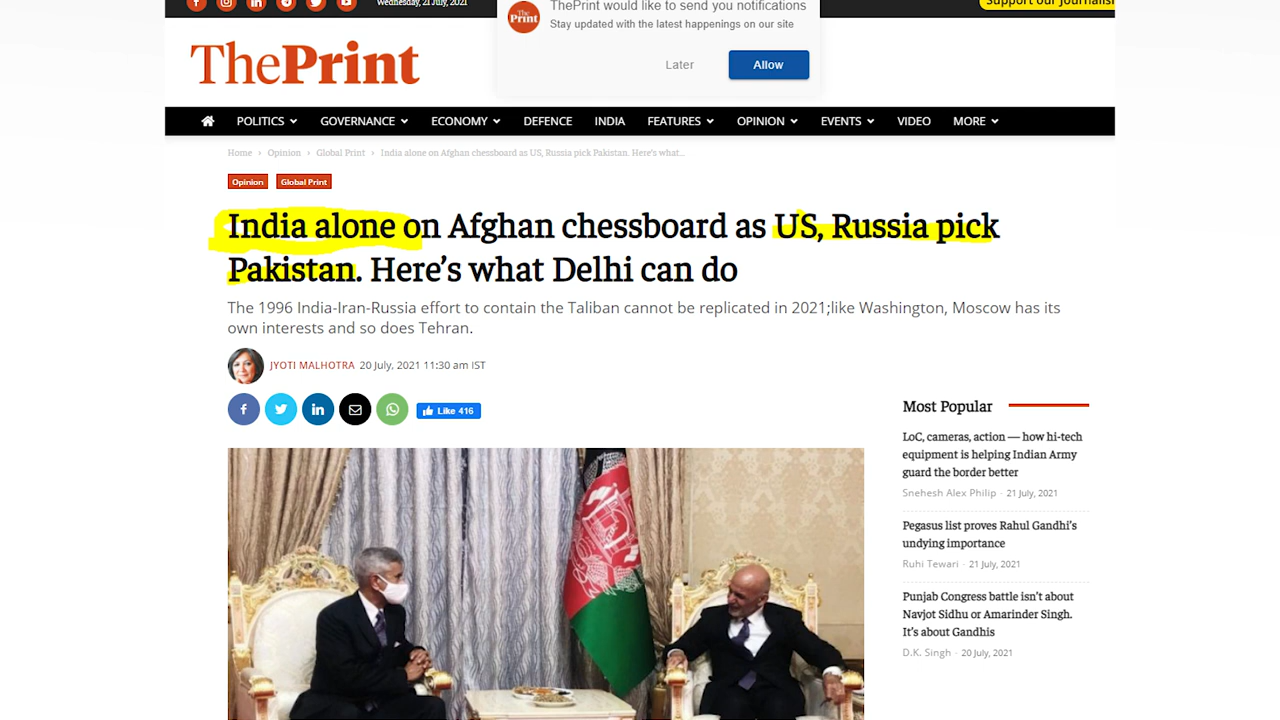 Wednesday, 21 July, 2021
ThePrint would like to send you notifications
Support our Journalism
The Print
Stay updated with the latest happenings on our site
Later
Allow
ThePrint
POLITICS GOVERNANCE ECONOMY DEFENCE INDIA FEATURES OPINION EVENTS VIDEO MORE
Home › Opinion › Global Print › India alone on Afghan chessboard as US, Russia pick Pakistan. Here's what...
Opinion Global Print
India alone on Afghan chessboard as US, Russia pick
Pakistan. Here's what Delhi can do
The 1996 India-Iran-Russia effort to contain the Taliban cannot be replicated in 2021;like Washington, Moscow has its
own interests and so does Tehran.
JYOTI MALHOTRA 20 July, 2021 11:30 am IST
Like 416
Most Popular
LoC, cameras, action — how hi-tech
equipment is helping Indian Army
guard the border better
Snehesh Alex Philip - 21 July, 2021
Pegasus list proves Rahul Gandhi's
undying importance
Ruhi Tewari - 21 July, 2021
Punjab Congress battle isn't about
Navjot Sidhu or Amarinder Singh.
It's about Gandhis
D.K. Singh - 20 July, 2021